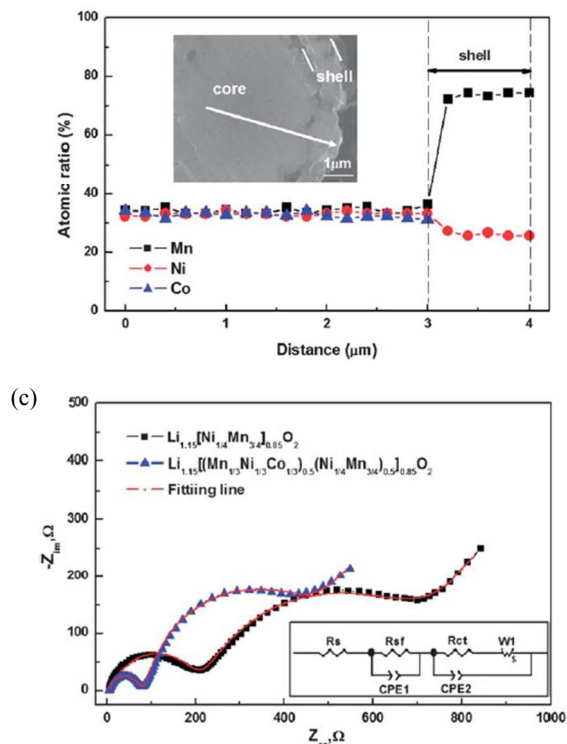 100
80
60
40
20
0
Atomic ratio (%)
core
shell
1μm
shell
Mn
Ni
Co
0 1 2 3 4
Distance (μm)
(c)
500
400
300
200
100
0
-Z_im, Ω
Li1.15[Ni1/4Mn3/4]0.85O2
Li1.15[(Mn1/3Ni1/3Co1/3)0.5(Ni1/4Mn3/4)0.5]0.85O2
Fittiing line
Rs Rsf Rct W1
s
CPE1 CPE2
0 200 400 600 800 1000